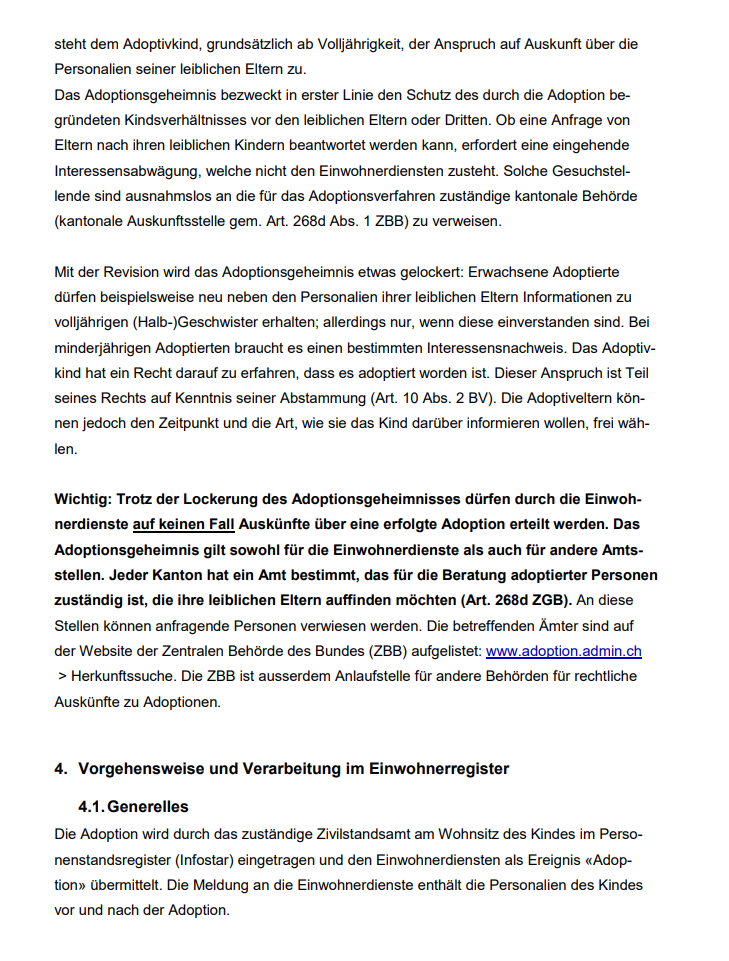 steht dem Adoptivkind, grundsätzlich ab Volljährigkeit, der Anspruch auf Auskunft über die
Personalien seiner leiblichen Eltern zu.
Das Adoptionsgeheimnis bezweckt in erster Linie den Schutz des durch die Adoption be-
gründeten Kindsverhältnisses vor den leiblichen Eltern oder Dritten. Ob eine Anfrage von
Eltern nach ihren leiblichen Kindern beantwortet werden kann, erfordert eine eingehende
Interessensabwägung, welche nicht den Einwohnerdiensten zusteht. Solche Gesuchstel-
lende sind ausnahmslos an die für das Adoptionsverfahren zuständige kantonale Behörde
(kantonale Auskunftsstelle gem. Art. 268d Abs. 1 ZBB) zu verweisen.
Mit der Revision wird das Adoptionsgeheimnis etwas gelockert: Erwachsene Adoptierte
dürfen beispielsweise neu neben den Personalien ihrer leiblichen Eltern Informationen zu
volljährigen (Halb-)Geschwister erhalten; allerdings nur, wenn diese einverstanden sind. Bei
minderjährigen Adoptierten braucht es einen bestimmten Interessensnachweis. Das Adoptiv-
kind hat ein Recht darauf zu erfahren, dass es adoptiert worden ist. Dieser Anspruch ist Teil
seines Rechts auf Kenntnis seiner Abstammung (Art. 10 Abs. 2 BV). Die Adoptiveltern kön-
nen jedoch den Zeitpunkt und die Art, wie sie das Kind darüber informieren wollen, frei wäh-
len.
Wichtig: Trotz der Lockerung des Adoptionsgeheimnisses dürfen durch die Einwoh-
nerdienste auf keinen Fall Auskünfte über eine erfolgte Adoption erteilt werden. Das
Adoptionsgeheimnis gilt sowohl für die Einwohnerdienste als auch für andere Amts-
stellen. Jeder Kanton hat ein Amt bestimmt, das für die Beratung adoptierter Personen
zuständig ist, die ihre leiblichen Eltern auffinden möchten (Art. 268d ZGB). An diese
Stellen können anfragende Personen verwiesen werden. Die betreffenden Ämter sind auf
der Website der Zentralen Behörde des Bundes (ZBB) aufgelistet: www.adoption.admin.ch
> Herkunftssuche. Die ZBB ist ausserdem Anlaufstelle für andere Behörden für rechtliche
Auskünfte zu Adoptionen.
4. Vorgehensweise und Verarbeitung im Einwohnerregister
4.1. Generelles
Die Adoption wird durch das zuständige Zivilstandsamt am Wohnsitz des Kindes im Perso-
nenstandsregister (Infostar) eingetragen und den Einwohnerdiensten als Ereignis «Adop-
tion» übermittelt. Die Meldung an die Einwohnerdienste enthält die Personalien des Kindes
vor und nach der Adoption.